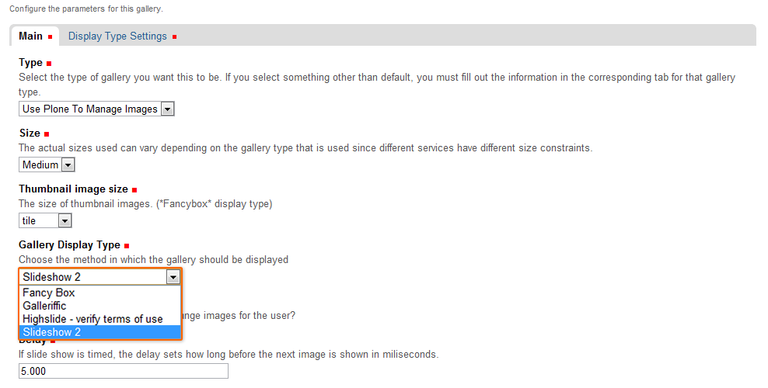 Configure the parameters for this gallery.
Main
Display Type Settings
Type
Select the type of gallery you want this to be. If you select something other than default, you must fill out the information in the corresponding tab for that gallery
type.
Use Plone To Manage Images
Size
The actual sizes used can vary depending on the gallery type that is used since different services have different size constraints.
Medium
Thumbnail image size
The size of thumbnail images. ("Fancybox" display type)
tile
Gallery Display Type
Choose the method in which the gallery should be displayed
Slideshow 2
Fancy Box
Galleriffic
Highslide - verify terms of use
images for the user?
Slideshow 2
Delay
If slide show is timed, the delay sets how long before the next image is shown in miliseconds.
5.000